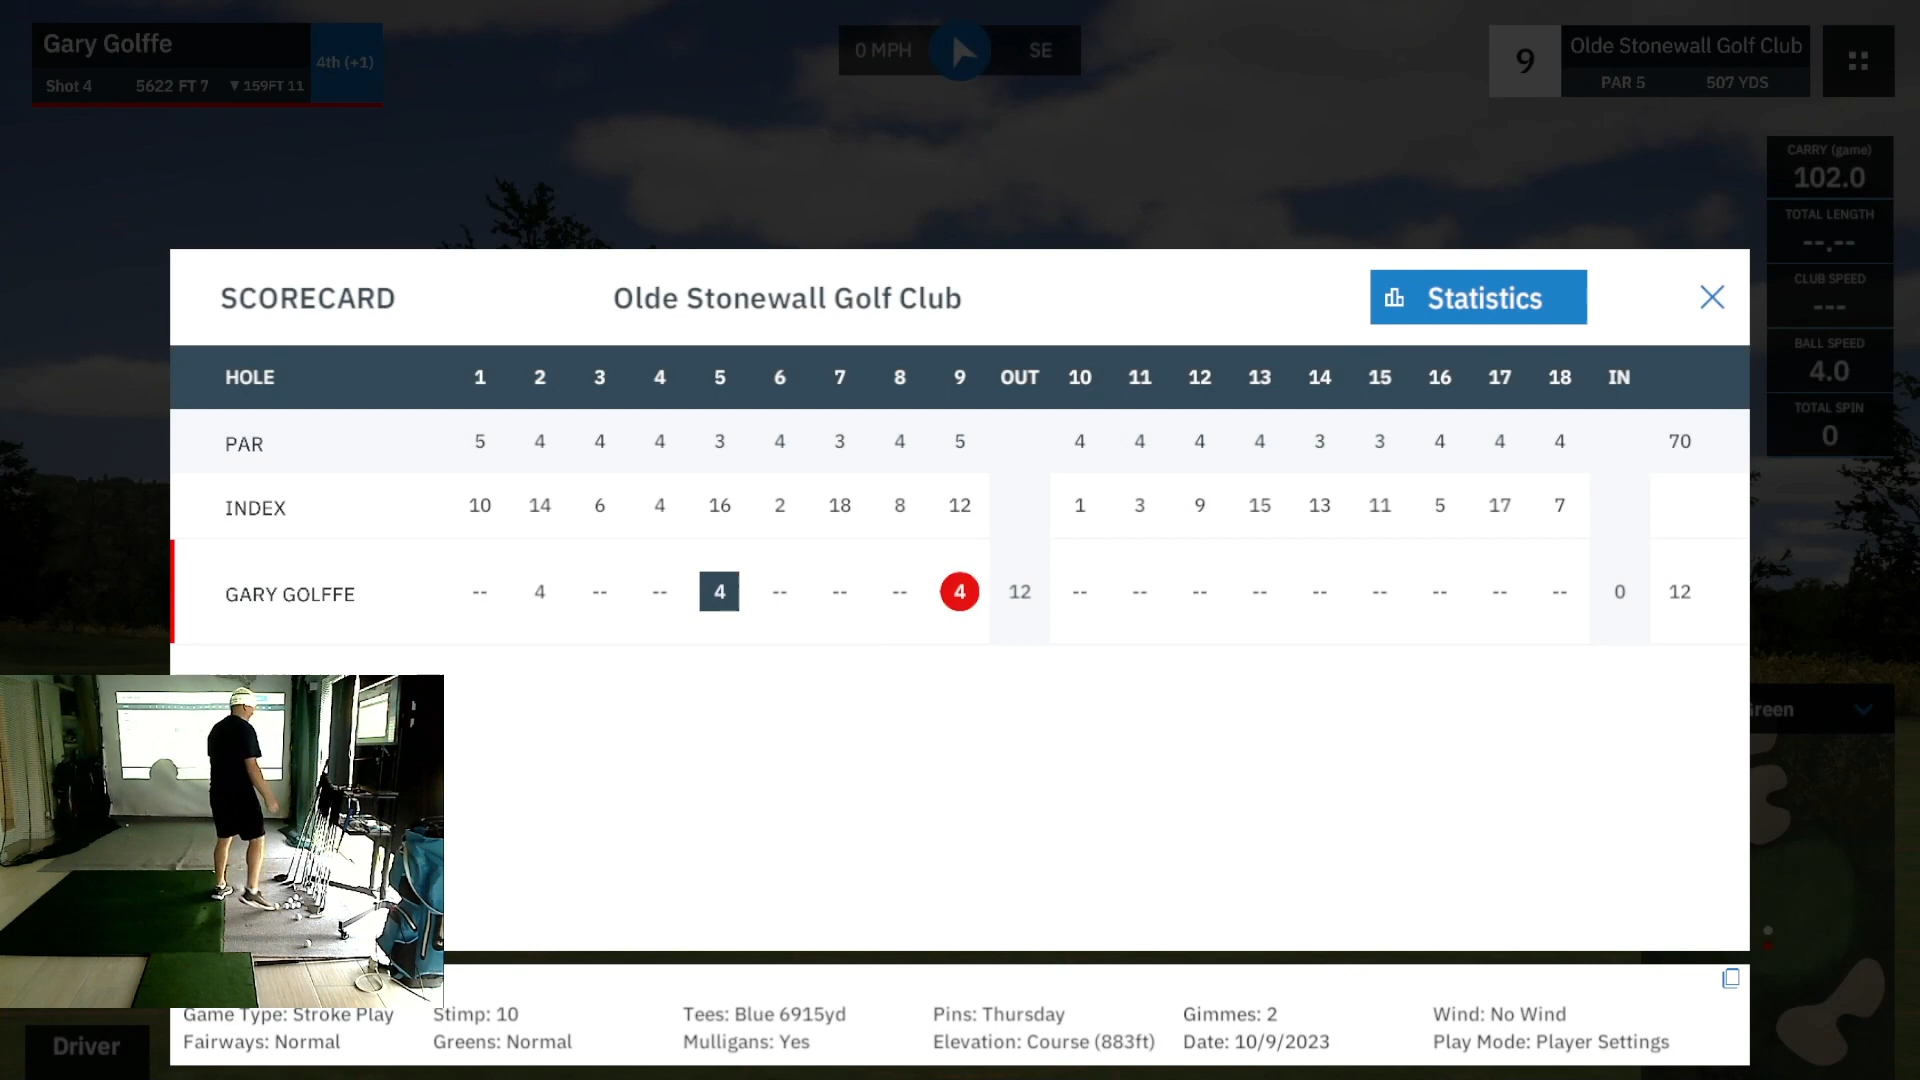 Gary Golffe
Shot 4 5622 FT 7 ▼159FT 11
4th (+1)
0 MPH SE
9
Olde Stonewall Golf Club
PAR 5 507 YDS
CARRY (game)
102.0
TOTAL LENGTH
--.--
CLUB SPEED
---
BALL SPEED
4.0
TOTAL SPIN
0
SCORECARD Olde Stonewall Golf Club Statistics
HOLE 1 2 3 4 5 6 7 8 9 OUT 10 11 12 13 14 15 16 17 18 IN
PAR 5 4 4 4 3 4 3 4 5 4 4 4 4 3 3 4 4 4 70
INDEX 10 14 6 4 16 2 18 8 12 1 3 9 15 13 11 5 17 7
GARY GOLFFE -- 4 -- -- 4 -- -- -- 4 12 -- -- -- -- -- -- -- -- -- 0 12
Game Type: Stroke Play Stimp: 10 Tees: Blue 6915yd Pins: Thursday Gimmes: 2 Wind: No Wind
Fairways: Normal Greens: Normal Mulligans: Yes Elevation: Course (883ft) Date: 10/9/2023 Play Mode: Player Settings
Driver